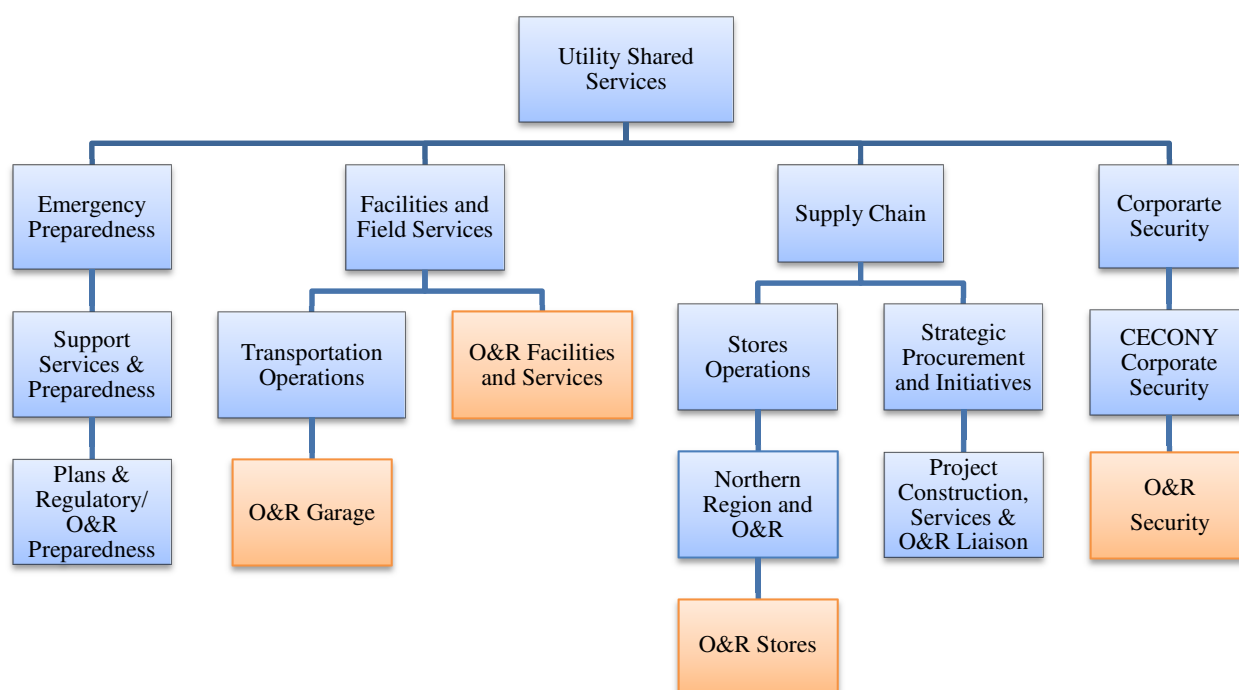 Utility Shared
Services
Emergency
Preparedness
Facilities and
Field Services
Supply Chain
Corporarte
Security
Support
Services &
Preparedness
Transportation
Operations
O&R Facilities
and Services
Stores
Operations
Strategic
Procurement
and Initiatives
CECONY
Corporate
Security
Plans &
Regulatory/
O&R
Preparedness
O&R Garage
Northern
Region and
O&R
Project
Construction,
Services &
O&R Liaison
O&R
Security
O&R Stores